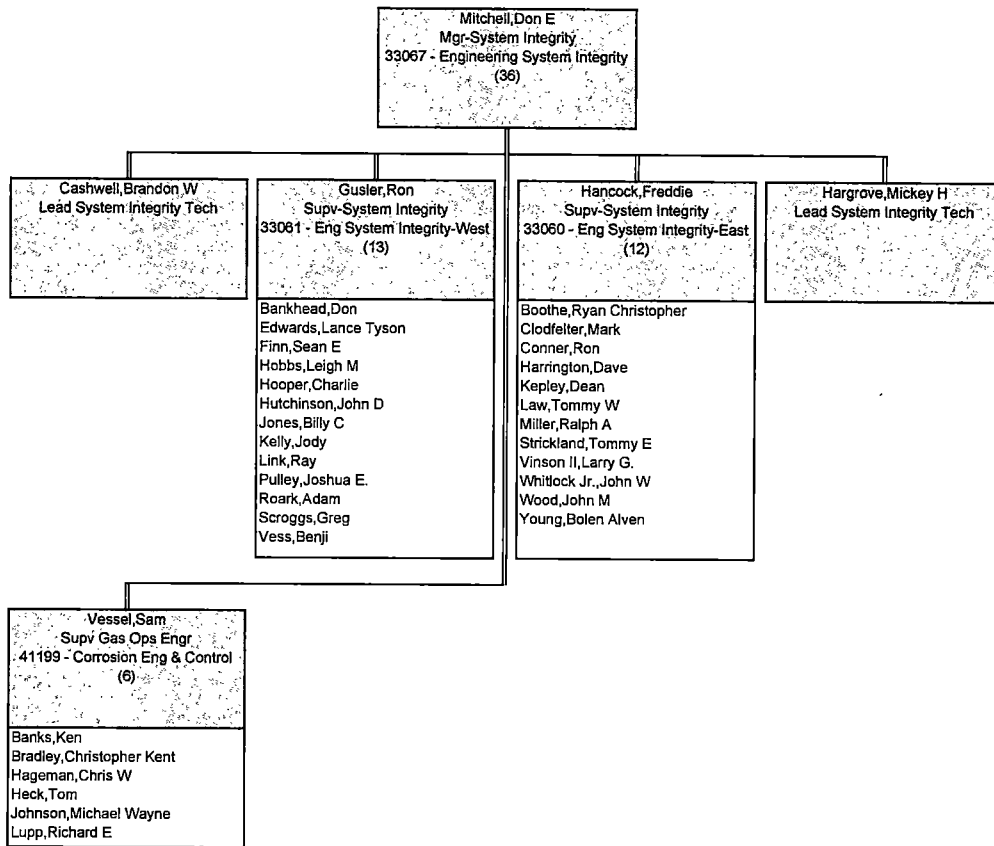 Mitchell,Don E
Mgr-System Integrity
33067 - Engineering System Integrity
(36)
Cashwell,Brandon W
Lead System Integrity Tech
Gusler,Ron
Supv-System Integrity
33061 - Eng System Integrity-West
(13)
Bankhead,Don
Edwards,Lance Tyson
Finn,Sean E
Hobbs,Leigh M
Hooper,Charlie
Hutchinson,John D
Jones,Billy C
Kelly,Jody
Link,Ray
Pulley,Joshua E.
Roark,Adam
Scroggs,Greg
Vess,Benji
Hancock,Freddie
Supv-System Integrity
33060 - Eng System Integrity-East
(12)
Boothe,Ryan Christopher
Clodfelter,Mark
Conner,Ron
Harrington,Dave
Kepley,Dean
Law,Tommy W
Miller,Ralph A
Strickland,Tommy E
Vinson II,Larry G.
Whitlock Jr.,John W
Wood,John M
Young,Bolen Alven
Hargrove,Mickey H
Lead System Integrity Tech
Vessel,Sam
Supv Gas Ops Engr
41199 - Corrosion Eng & Control
(6)
Banks,Ken
Bradley,Christopher Kent
Hageman,Chris W
Heck,Tom
Johnson,Michael Wayne
Lupp,Richard E